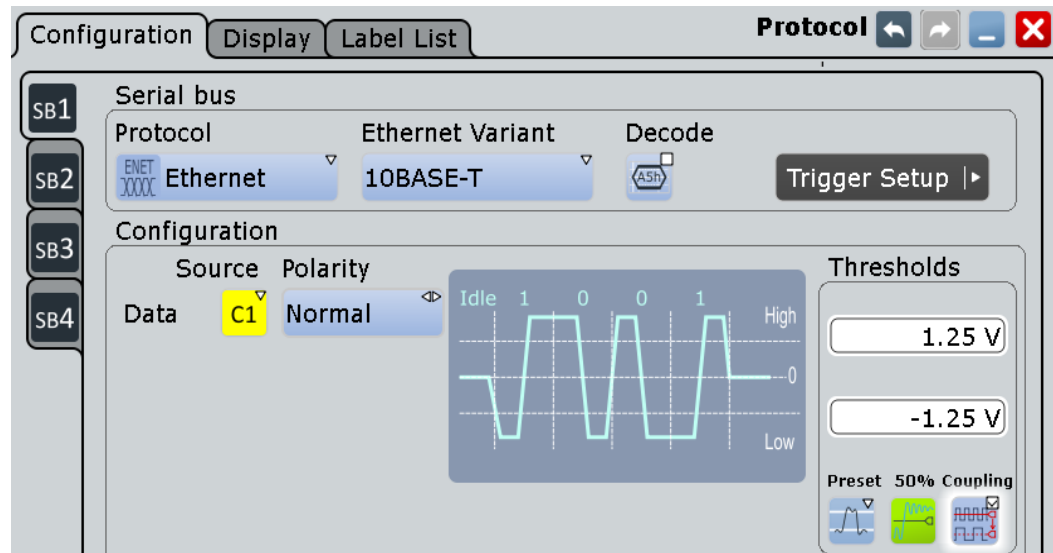 Configuration Display Label List Protocol
SB1
SB2
SB3
SB4
Serial bus
Protocol Ethernet Variant Decode
ENET Ethernet 10BASE-T A5h Trigger Setup
Configuration
Source Polarity Thresholds
Data C1 Normal
Idle 1 0 0 1
High
0
Low
1.25 V
-1.25 V
Preset 50% Coupling